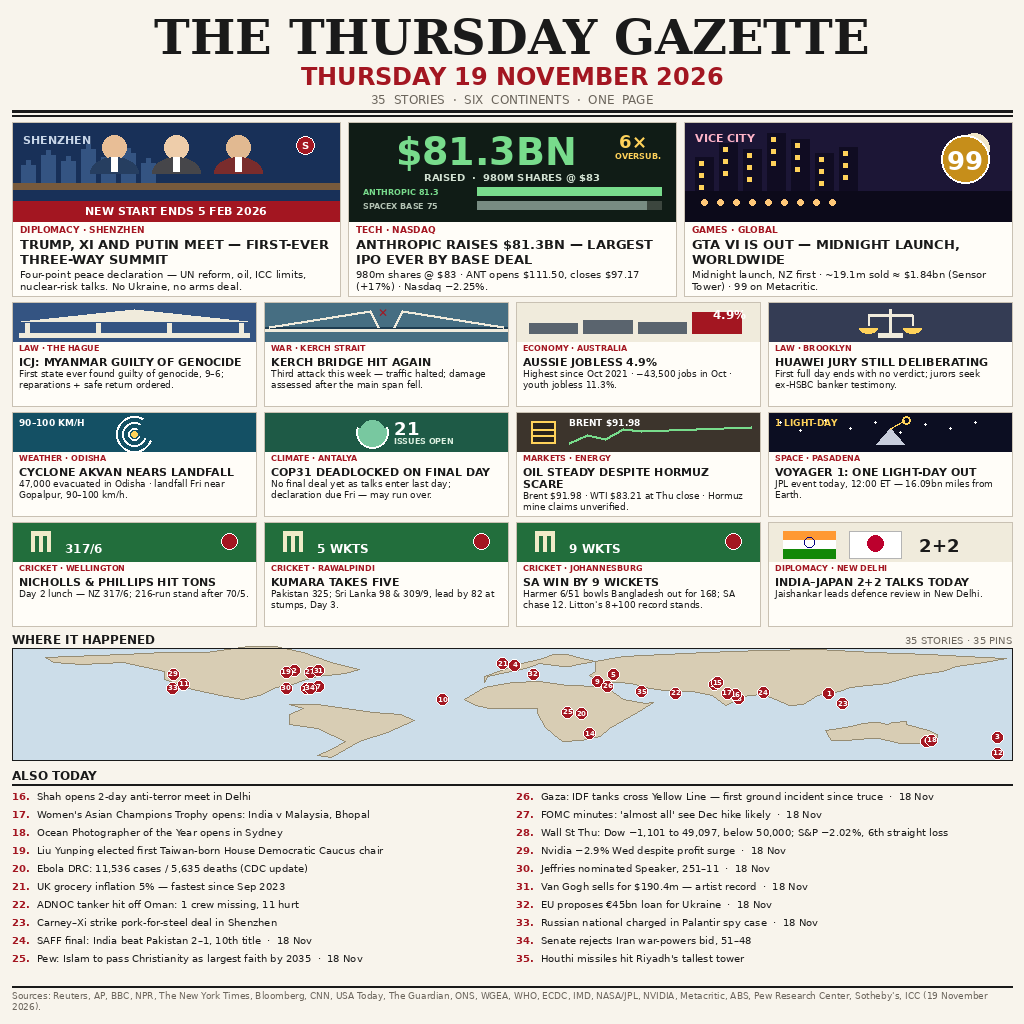 THE THURSDAY GAZETTE
THURSDAY 19 NOVEMBER 2026
35 STORIES · SIX CONTINENTS · ONE PAGE
SHENZHEN
S
NEW START ENDS 5 FEB 2026
DIPLOMACY · SHENZHEN
TRUMP, XI AND PUTIN MEET — FIRST-EVER
THREE-WAY SUMMIT
Four-point peace declaration — UN reform, oil, ICC limits,
nuclear-risk talks. No Ukraine, no arms deal.
$81.3BN
6×
OVERSUB.
RAISED · 980M SHARES @ $83
ANTHROPIC 81.3
SPACEX BASE 75
TECH · NASDAQ
ANTHROPIC RAISES $81.3BN — LARGEST
IPO EVER BY BASE DEAL
980m shares @ $83 · ANT opens $111.50, closes $97.17
(+17%) · Nasdaq −2.25%.
VICE CITY
99
GAMES · GLOBAL
GTA VI IS OUT — MIDNIGHT LAUNCH,
WORLDWIDE
Midnight launch, NZ first · ~19.1m sold ≈ $1.84bn (Sensor
Tower) · 99 on Metacritic.
LAW · THE HAGUE
ICJ: MYANMAR GUILTY OF GENOCIDE
First state ever found guilty of genocide, 9–6;
reparations + safe return ordered.
WAR · KERCH STRAIT
KERCH BRIDGE HIT AGAIN
Third attack this week — traffic halted; damage
assessed after the main span fell.
4.9%
ECONOMY · AUSTRALIA
AUSSIE JOBLESS 4.9%
Highest since Oct 2021 · −43,500 jobs in Oct ·
youth jobless 11.3%.
LAW · BROOKLYN
HUAWEI JURY STILL DELIBERATING
First full day ends with no verdict; jurors seek
ex-HSBC banker testimony.
90–100 KM/H
WEATHER · ODISHA
CYCLONE AKVAN NEARS LANDFALL
47,000 evacuated in Odisha · landfall Fri near
Gopalpur, 90–100 km/h.
21
ISSUES OPEN
CLIMATE · ANTALYA
COP31 DEADLOCKED ON FINAL DAY
No final deal yet as talks enter last day;
declaration due Fri — may run over.
BRENT $91.98
MARKETS · ENERGY
OIL STEADY DESPITE HORMUZ
SCARE
Brent $91.98 · WTI $83.21 at Thu close · Hormuz
mine claims unverified.
1 LIGHT-DAY
SPACE · PASADENA
VOYAGER 1: ONE LIGHT-DAY OUT
JPL event today, 12:00 ET — 16.09bn miles from
Earth.
317/6
CRICKET · WELLINGTON
NICHOLLS & PHILLIPS HIT TONS
Day 2 lunch — NZ 317/6; 216-run stand after 70/5.
5 WKTS
CRICKET · RAWALPINDI
KUMARA TAKES FIVE
Pakistan 325; Sri Lanka 98 & 309/9, lead by 82 at
stumps, Day 3.
9 WKTS
CRICKET · JOHANNESBURG
SA WIN BY 9 WICKETS
Harmer 6/51 bowls Bangladesh out for 168; SA
chase 12. Litton's 8+100 record stands.
2+2
DIPLOMACY · NEW DELHI
INDIA–JAPAN 2+2 TALKS TODAY
Jaishankar leads defence review in New Delhi.
WHERE IT HAPPENED
35 STORIES · 35 PINS
29
33
11
19
2
31
30
34
7
21
4
32
9
26
5
35
10
25
20
14
22
15
17
16
24
1
23
18
3
12
ALSO TODAY
16. Shah opens 2-day anti-terror meet in Delhi
17. Women's Asian Champions Trophy opens: India v Malaysia, Bhopal
18. Ocean Photographer of the Year opens in Sydney
19. Liu Yunping elected first Taiwan-born House Democratic Caucus chair
20. Ebola DRC: 11,536 cases / 5,635 deaths (CDC update)
21. UK grocery inflation 5% — fastest since Sep 2023
22. ADNOC tanker hit off Oman: 1 crew missing, 11 hurt
23. Carney–Xi strike pork-for-steel deal in Shenzhen
24. SAFF final: India beat Pakistan 2–1, 10th title · 18 Nov
25. Pew: Islam to pass Christianity as largest faith by 2035 · 18 Nov
26. Gaza: IDF tanks cross Yellow Line — first ground incident since truce · 18 Nov
27. FOMC minutes: 'almost all' see Dec hike likely · 18 Nov
28. Wall St Thu: Dow −1,101 to 49,097, below 50,000; S&P −2.02%, 6th straight loss
29. Nvidia −2.9% Wed despite profit surge · 18 Nov
30. Jeffries nominated Speaker, 251–11 · 18 Nov
31. Van Gogh sells for $190.4m — artist record · 18 Nov
32. EU proposes €45bn loan for Ukraine · 18 Nov
33. Russian national charged in Palantir spy case · 18 Nov
34. Senate rejects Iran war-powers bid, 51–48
35. Houthi missiles hit Riyadh's tallest tower
Sources: Reuters, AP, BBC, NPR, The New York Times, Bloomberg, CNN, USA Today, The Guardian, ONS, WGEA, WHO, ECDC, IMD, NASA/JPL, NVIDIA, Metacritic, ABS, Pew Research Center, Sotheby's, ICC (19 November
2026).